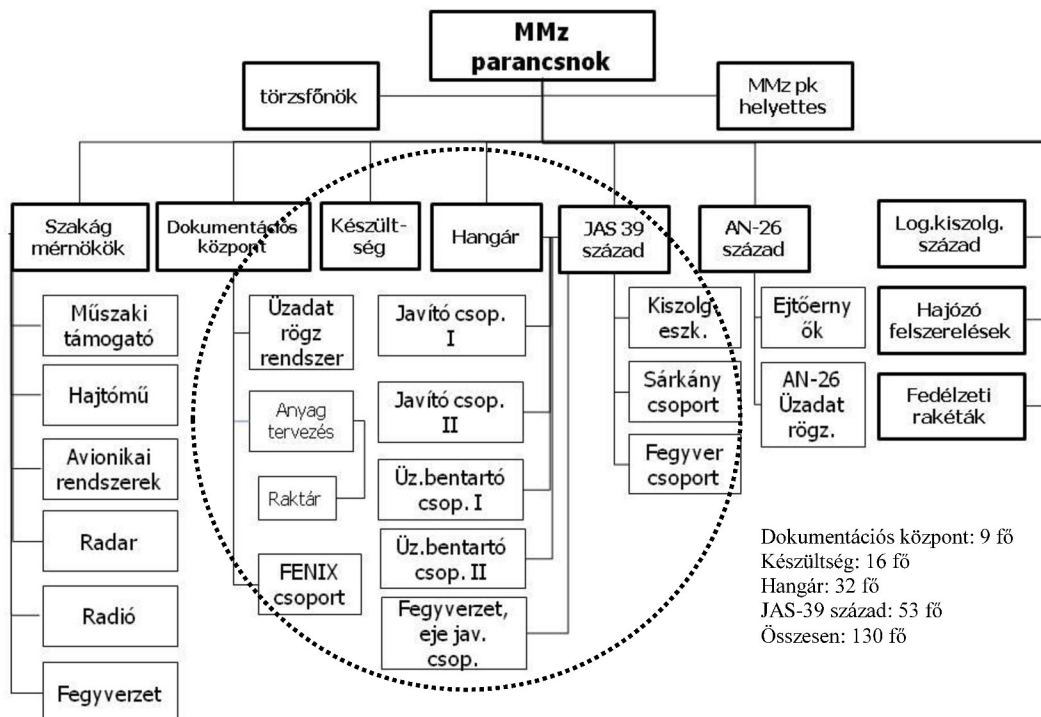 MMz
parancsnok
törzsfőnök
MMz pk
helyettes
Szakág
mérnökök
Dokumentációs
központ
Készült-
ség
Hangár
JAS 39
század
AN-26
század
Log.kiszolg.
század
Műszaki
támogató
Hajtómű
Avionikai
rendszerek
Radar
Radió
Fegyverzet
Üzadat
rögz
rendszer
Anyag
tervezés
Raktár
FENIX
csoport
Javító csop.
I
Javító csop.
II
Üz.bentartó
csop. I
Üz.bentartó
csop. II
Fegyverzet,
eje jav.
csop.
Kiszolg.
eszk.
Sárkány
csoport
Fegyver
csoport
Ejtőerny
ők
AN-26
Üzadat
rögz.
Hajózó
felszerelések
Fedélzeti
rakéták
Dokumentációs központ: 9 fő
Készültség: 16 fő
Hangár: 32 fő
JAS-39 század: 53 fő
Összesen: 130 fő